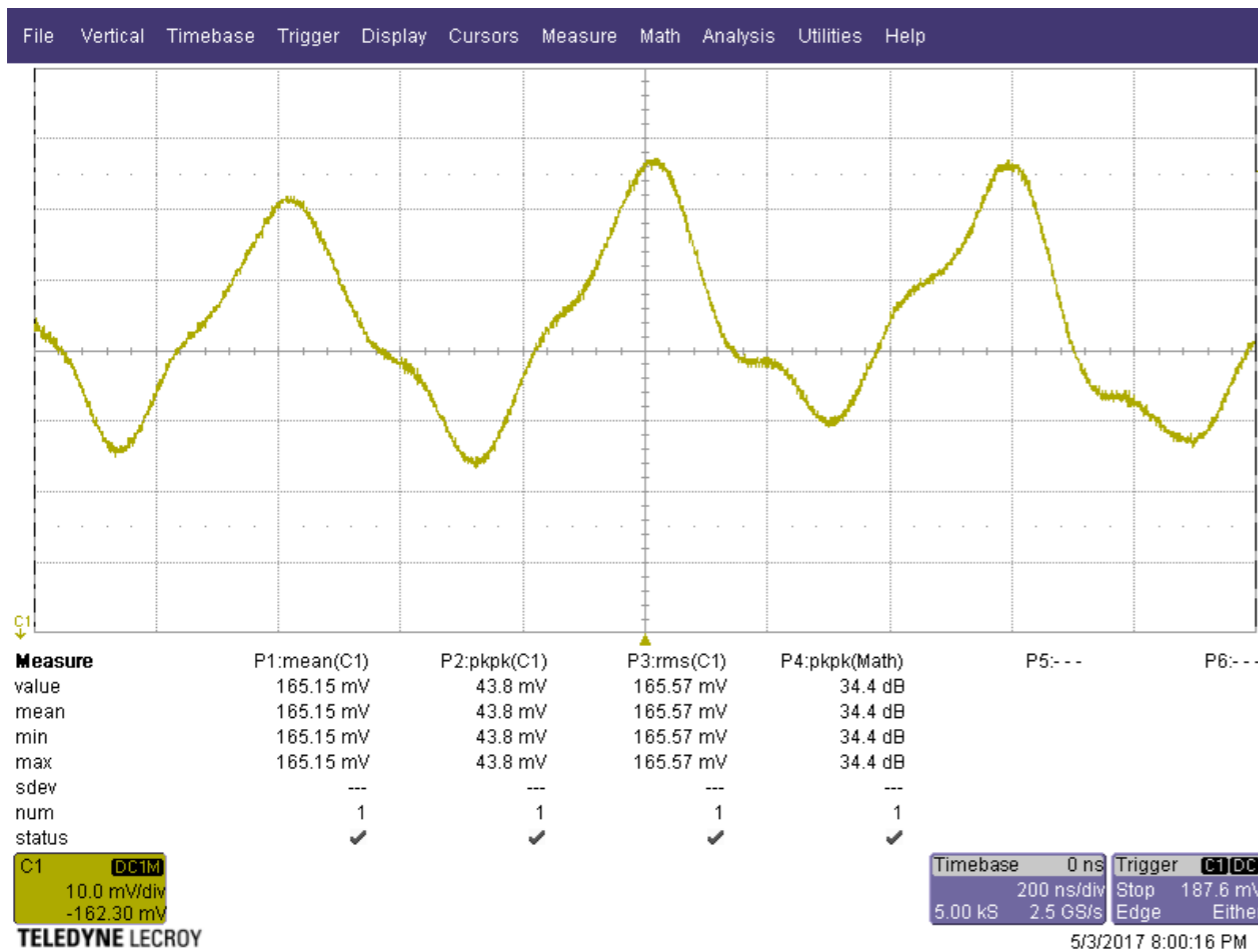 File Vertical Timebase Trigger Display Cursors Measure Math Analysis Utilities Help
C1
Measure P1:mean(C1) P2:pkpk(C1) P3:rms(C1) P4:pkpk(Math) P5:- - - P6:- - -
value 165.15 mV 43.8 mV 165.57 mV 34.4 dB
mean 165.15 mV 43.8 mV 165.57 mV 34.4 dB
min 165.15 mV 43.8 mV 165.57 mV 34.4 dB
max 165.15 mV 43.8 mV 165.57 mV 34.4 dB
sdev --- --- --- ---
num 1 1 1 1
status ✓ ✓ ✓ ✓
C1 DC1M
10.0 mV/div
-162.30 mV
Timebase 0 ns
200 ns/div
5.00 kS 2.5 GS/s
Trigger C1 DC
Stop 187.6 mV
Edge Eithe
TELEDYNE LECROY
5/3/2017 8:00:16 PM